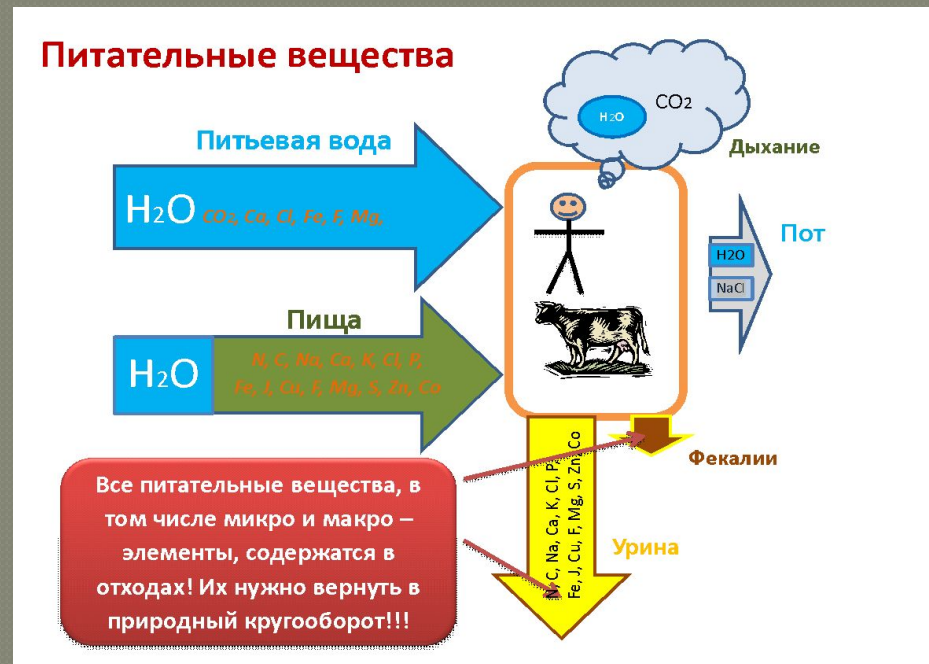 Питательные вещества
H2O
CO2
Дыхание
Питьевая вода
H2O CO2, Ca, Cl, Fe, F, Mg,
Пот
H2O
NaCl
Пища
H2O
N, C, Na, Ca, K, Cl, P,
Fe, J, Cu, F, Mg, S, Zn, Co
Фекалии
N, C, Na, Ca, K, Cl, P,
Fe, J, Cu, F, Mg, S, Zn, Co
Урина
Все питательные вещества, в
том числе микро и макро –
элементы, содержатся в
отходах! Их нужно вернуть в
природный кругооборот!!!